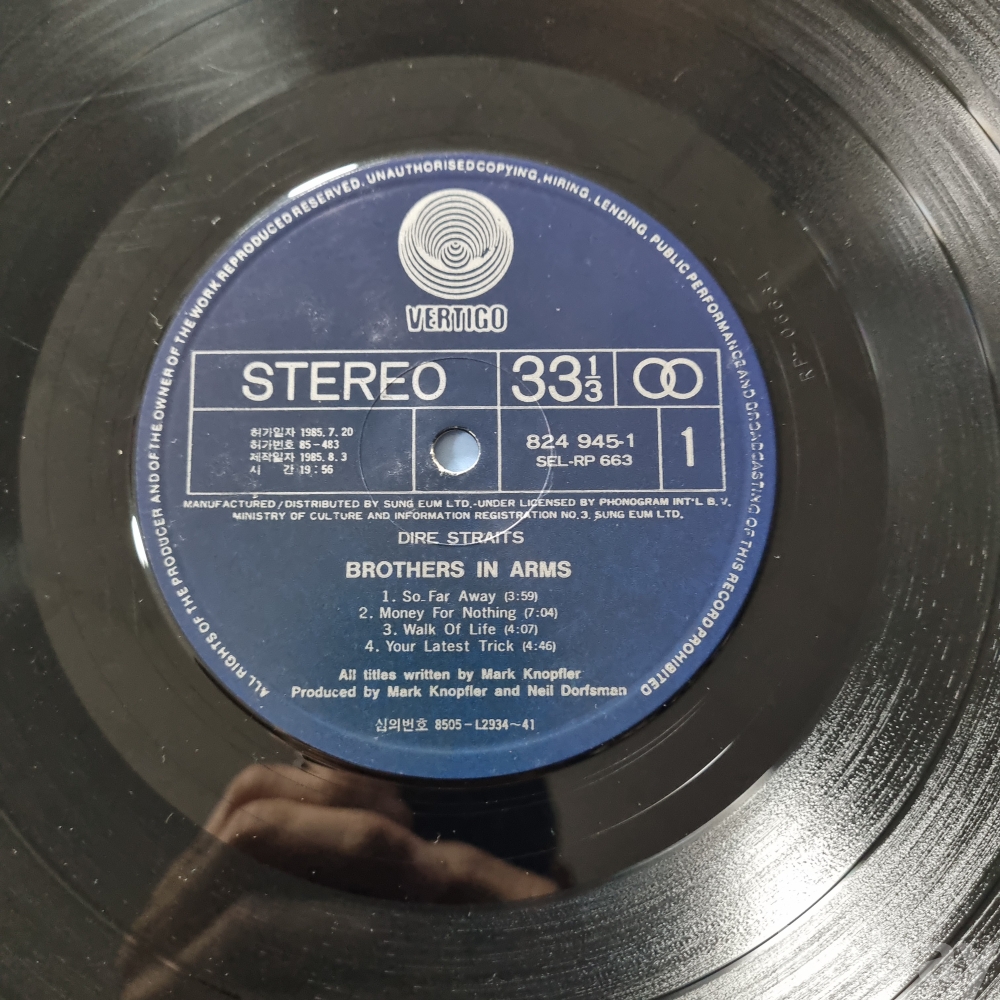 ALL RIGHTS OF THE PRODUCER AND OF THE OWNER OF THE WORK REPRODUCED RESERVED. UNAUTHORISED COPYING, HIRING, LENDING, PUBLIC PERFORMANCE AND BROADCASTING OF THIS RECORD PROHIBITED
VERTIGO
STEREO
33 1/3
허가일자 1985.7.20
허가번호 85-483
제작일자 1985.8.3
시 간 19:56
824 945-1
SEL-RP 663
1
MANUFACTURED/DISTRIBUTED BY SUNG EUM LTD.-UNDER LICENSED BY PHONOGRAM INT'L B.V.
MINISTRY OF CULTURE AND INFORMATION REGISTRATION NO.3. SUNG EUM LTD.
DIRE STRAITS
BROTHERS IN ARMS
1. So Far Away (3:59)
2. Money For Nothing (7:04)
3. Walk Of Life (4:07)
4. Your Latest Trick (4:46)
All titles written by Mark Knopfler
Produced by Mark Knopfler and Neil Dorfsman
심의번호 8505-L2934~41